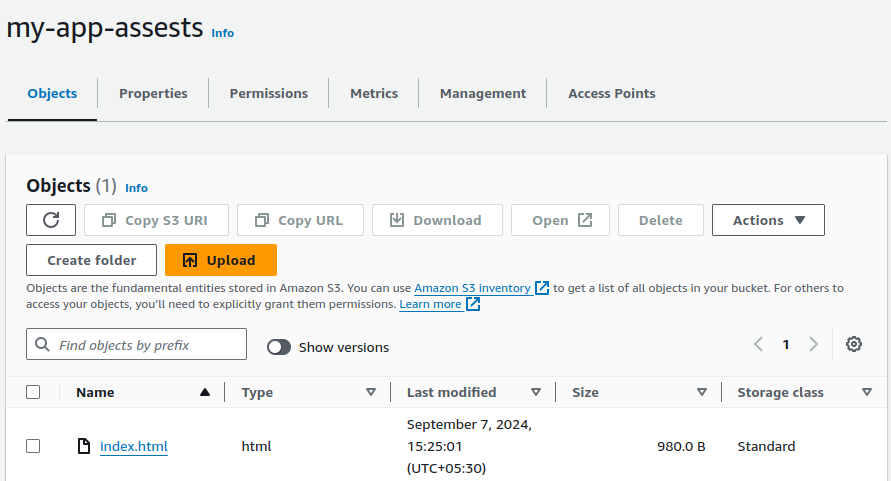 my-app-assests Info
Objects Properties Permissions Metrics Management Access Points
Objects (1) Info
Copy S3 URI Copy URL Download Open Delete Actions
Create folder Upload
Objects are the fundamental entities stored in Amazon S3. You can use Amazon S3 inventory to get a list of all objects in your bucket. For others to
access your objects, you’ll need to explicitly grant them permissions. Learn more
Find objects by prefix Show versions 1
Name Type Last modified Size Storage class
index.html html September 7, 2024,
15:25:01
(UTC+05:30) 980.0 B Standard